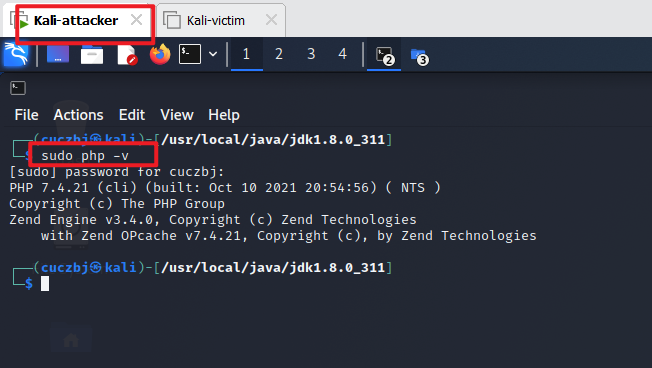 Kali-attacker
Kali-victim
1 2 3 4 2 3
File Actions Edit View Help
┌──(cuczbj㉿kali)-[/usr/local/java/jdk1.8.0_311]
└─$ sudo php -v
[sudo] password for cuczbj:
PHP 7.4.21 (cli) (built: Oct 10 2021 20:54:56) ( NTS )
Copyright (c) The PHP Group
Zend Engine v3.4.0, Copyright (c) Zend Technologies
    with Zend OPcache v7.4.21, Copyright (c), by Zend Technologies
┌──(cuczbj㉿kali)-[/usr/local/java/jdk1.8.0_311]
└─$